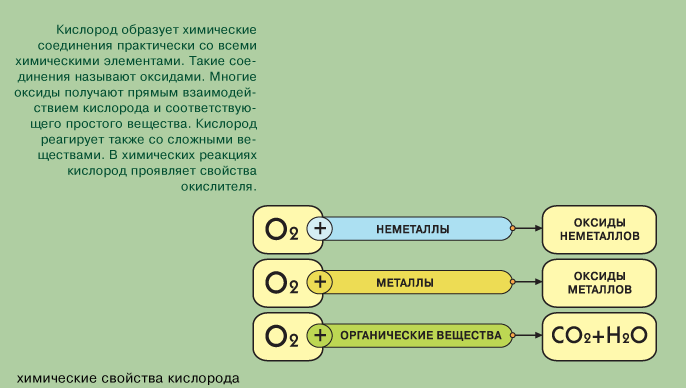 Кислород образует химические
соединения практически со всеми
химическими элементами. Такие сое-
динения называют оксидами. Многие
оксиды получают прямым взаимодей-
ствием кислорода и соответствую-
щего простого вещества. Кислород
реагирует также со сложными ве-
ществами. В химических реакциях
кислород проявляет свойства
окислителя.
O₂ + НЕМЕТАЛЛЫ ОКСИДЫ
НЕМЕТАЛЛОВ
O₂ + МЕТАЛЛЫ ОКСИДЫ
МЕТАЛЛОВ
O₂ + ОРГАНИЧЕСКИЕ ВЕЩЕСТВА CO₂+H₂O
химические свойства кислорода